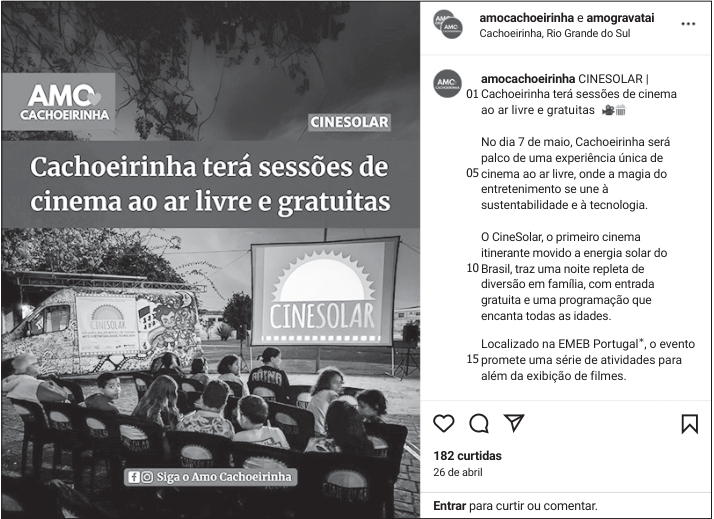 AMO
CACHOEIRINHA
CINESOLAR
Cachoeirinha terá sessões de
cinema ao ar livre e gratuitas
CINESOLAR
CINESOLAR
Siga o Amo Cachoeirinha
amocachoeirinha e amogravatai
Cachoeirinha, Rio Grande do Sul
amocachoeirinha CINESOLAR |
01 Cachoeirinha terá sessões de cinema
ao ar livre e gratuitas
No dia 7 de maio, Cachoeirinha será
palco de uma experiência única de
05 cinema ao ar livre, onde a magia do
entretenimento se une à
sustentabilidade e à tecnologia.
O CineSolar, o primeiro cinema
itinerante movido a energia solar do
10 Brasil, traz uma noite repleta de
diversão em família, com entrada
gratuita e uma programação que
encanta todas as idades.
Localizado na EMEB Portugal*, o evento
15 promete uma série de atividades para
além da exibição de filmes.
182 curtidas
26 de abril
Entrar para curtir ou comentar.